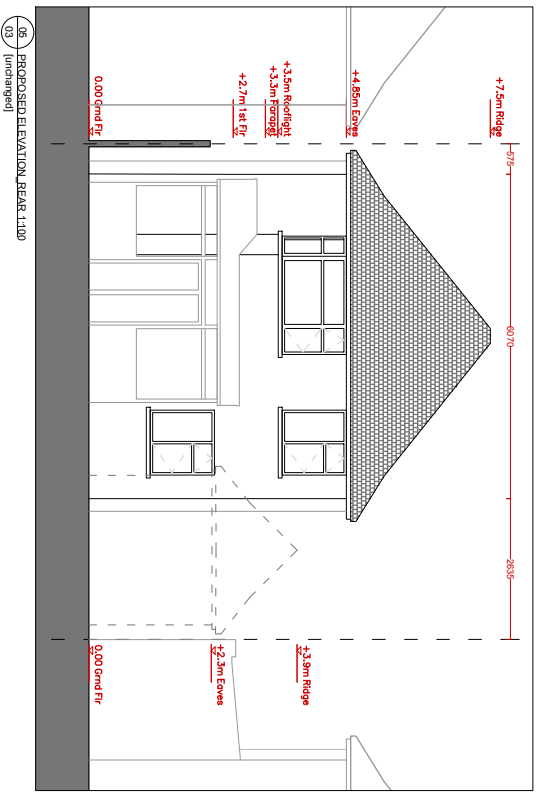 +7.5m Ridge
+4.85m Eaves
+3.5m Rooflight
+3.3m Parapet
+2.7m 1st Flr
0.00 Grnd Flr
575
6070
2635
+3.9m Ridge
+2.3m Eaves
0.00 Grnd Flr
05
03
PROPOSED ELEVATION_REAR 1:100
[unchanged]